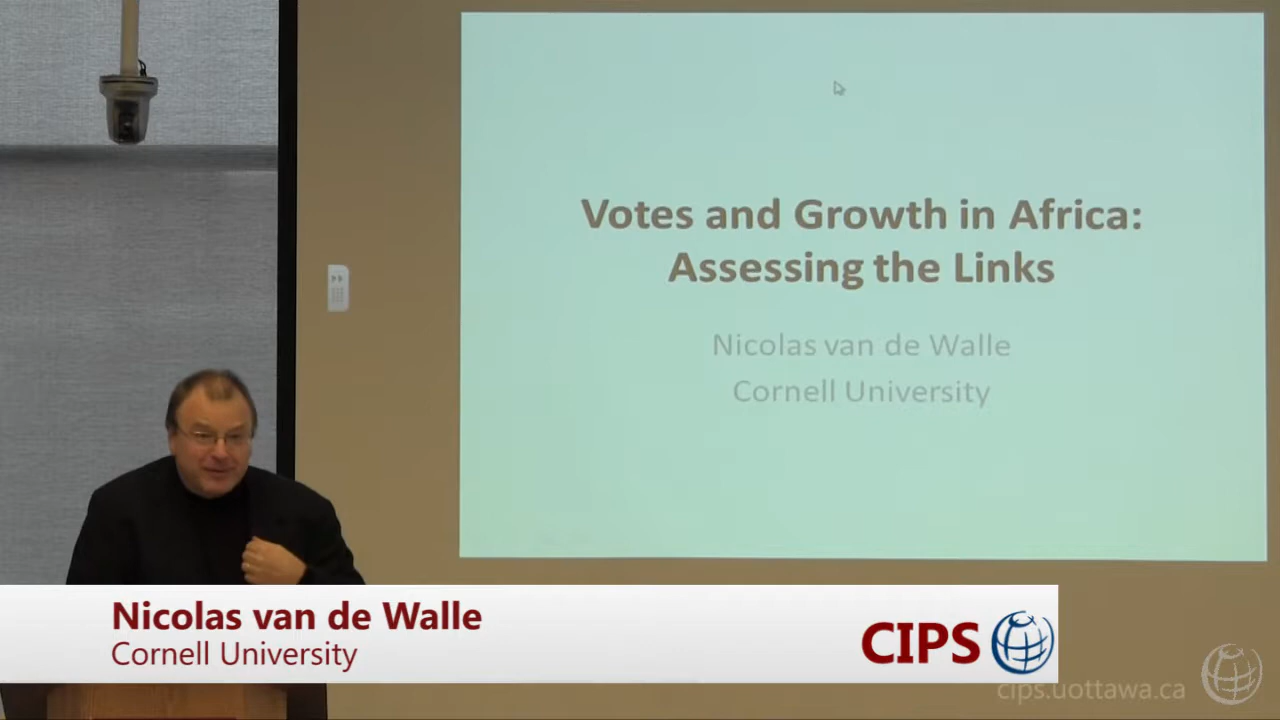 Votes and Growth in Africa:
Assessing the Links
Nicolas van de Walle
Cornell University
Nicolas van de Walle
Cornell University
CIPS
cips.uottawa.ca